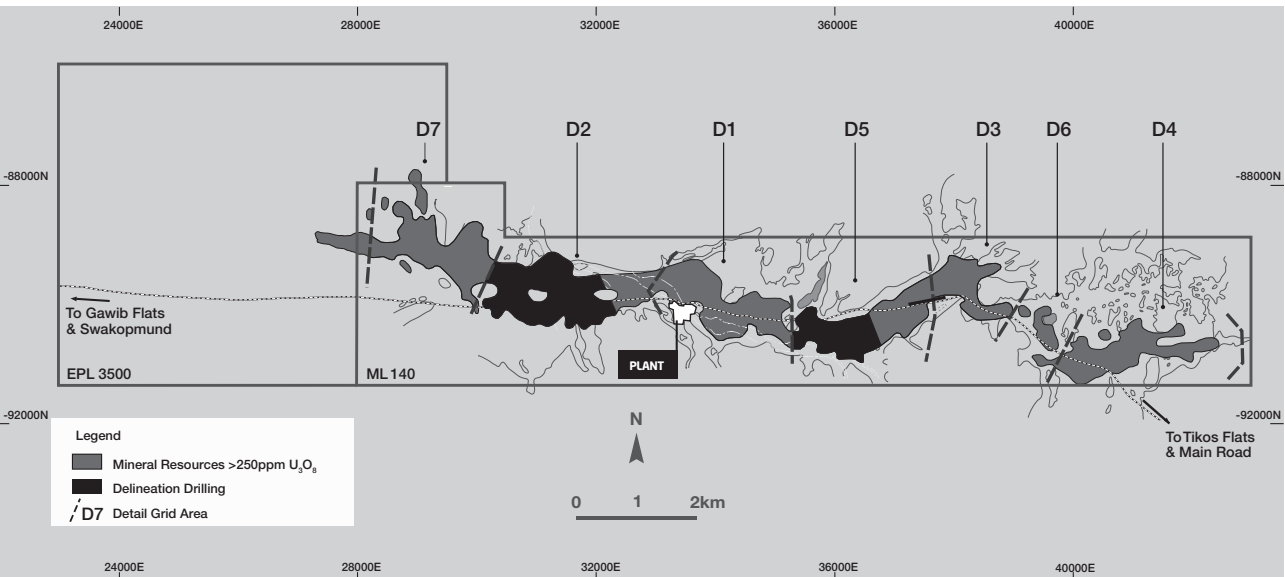 24000E 28000E 32000E 36000E 40000E
D7 D2 D1 D5 D3 D6 D4
-88000N -88000N
To Gawib Flats
& Swakopmund
EPL 3500 ML 140
PLANT
-92000N -92000N
To Tikos Flats
& Main Road
Legend
Mineral Resources >250ppm U₃O₈
Delineation Drilling
D7 Detail Grid Area
N
0 1 2km
24000E 28000E 32000E 36000E 40000E